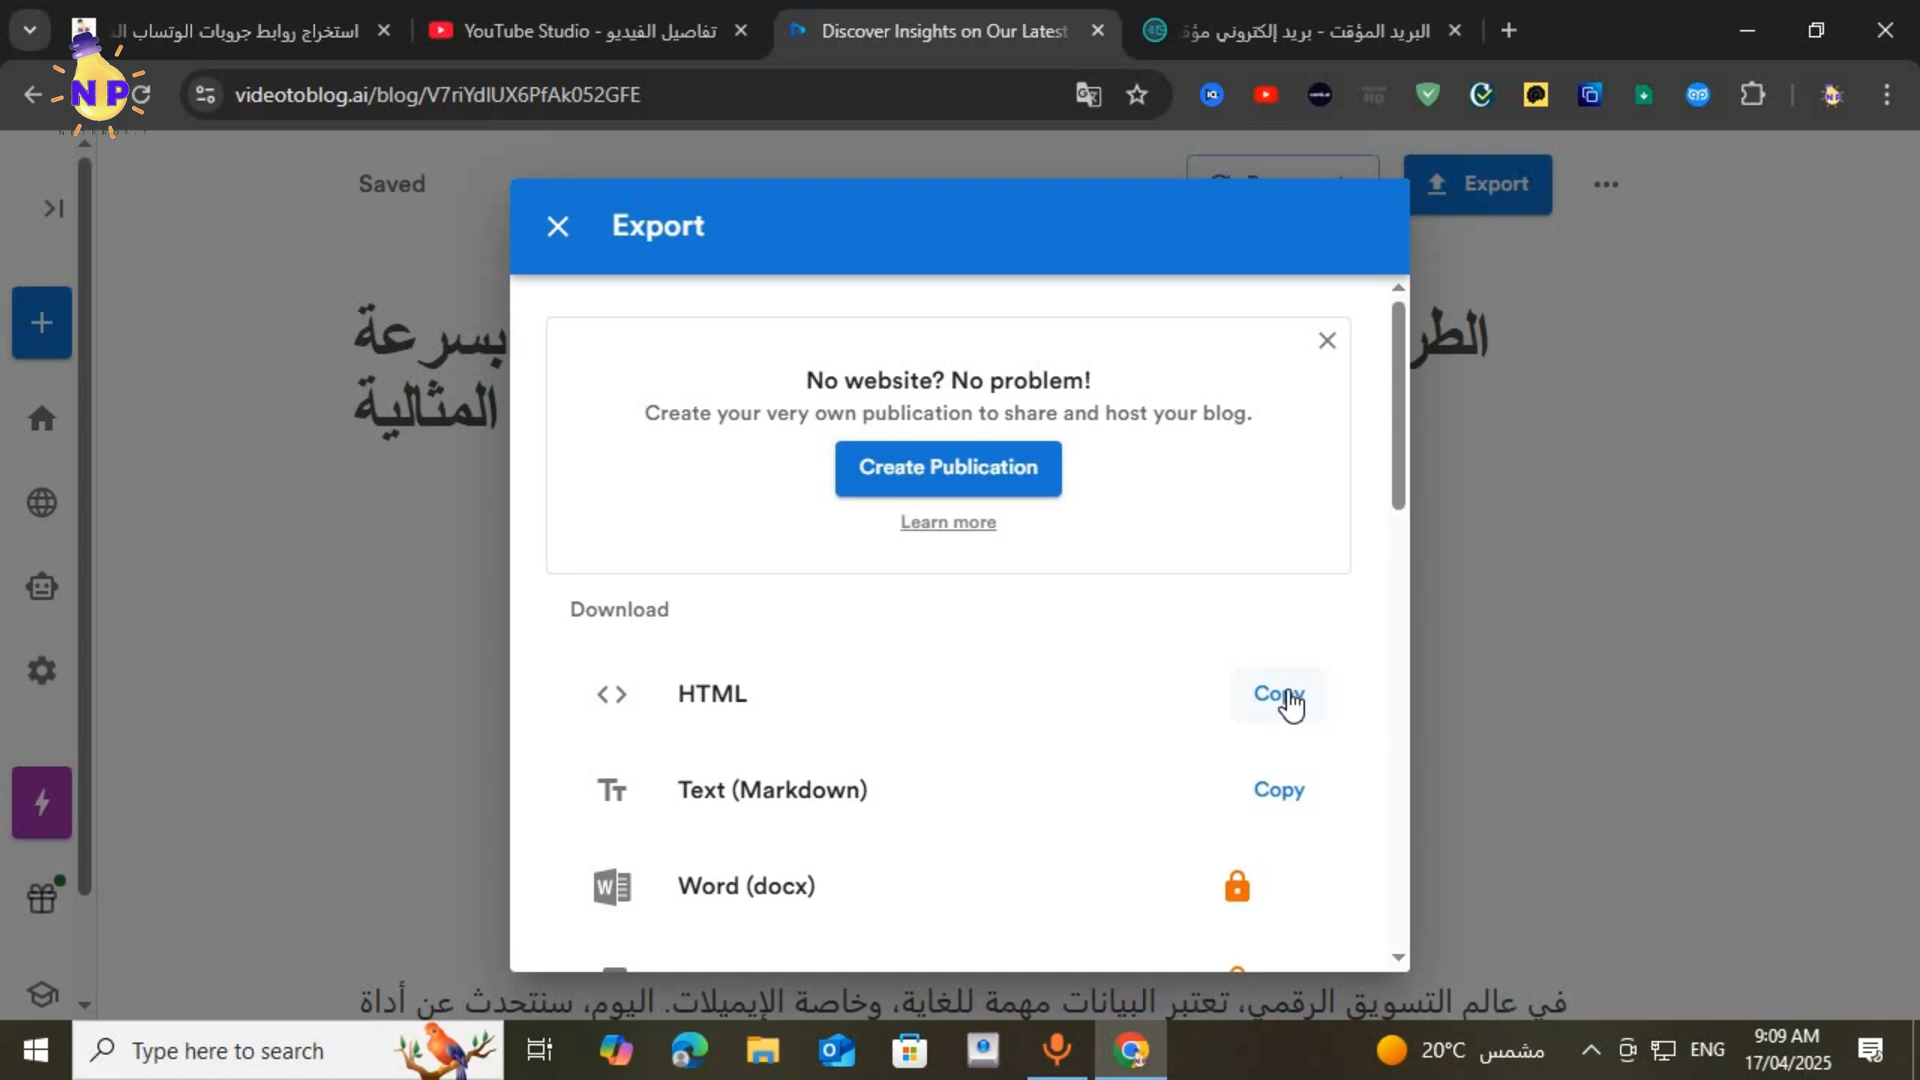 استخراج روابط جروبات الوتساب
YouTube Studio - تفاصيل الفيديو
Discover Insights on Our Latest
البريد المؤقت - بريد إلكتروني
NP
videotoblog.ai/blog/V7riYdlUX6PfAk052GFE
Saved
Export
Export
بسرعة
المثالية
No website? No problem!
Create your very own publication to share and host your blog.
Create Publication
Learn more
Download
HTML
Copy
Text (Markdown)
Copy
Word (docx)
في عالم التسويق الرقمي، تعتبر البيانات مهمة للغاية، وخاصة الإيميلات. اليوم، سنتحدث عن أداة
Type here to search
20°C مشمس
ENG
9:09 AM
17/04/2025